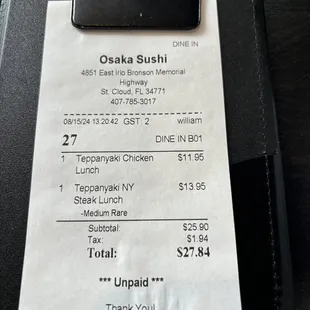 DINE IN
Osaka Sushi
4851 East Irlo Bronson Memorial
Highway
St. Cloud, FL 34771
407-785-3017
08/15/24 13:20:42 GST: 2 william
27 DINE IN B01
1 Teppanyaki Chicken $11.95
Lunch
1 Teppanyaki NY $13.95
Steak Lunch
-Medium Rare
Subtotal: $25.90
Tax: $1.94
Total: $27.84
*** Unpaid ***
Thank You!